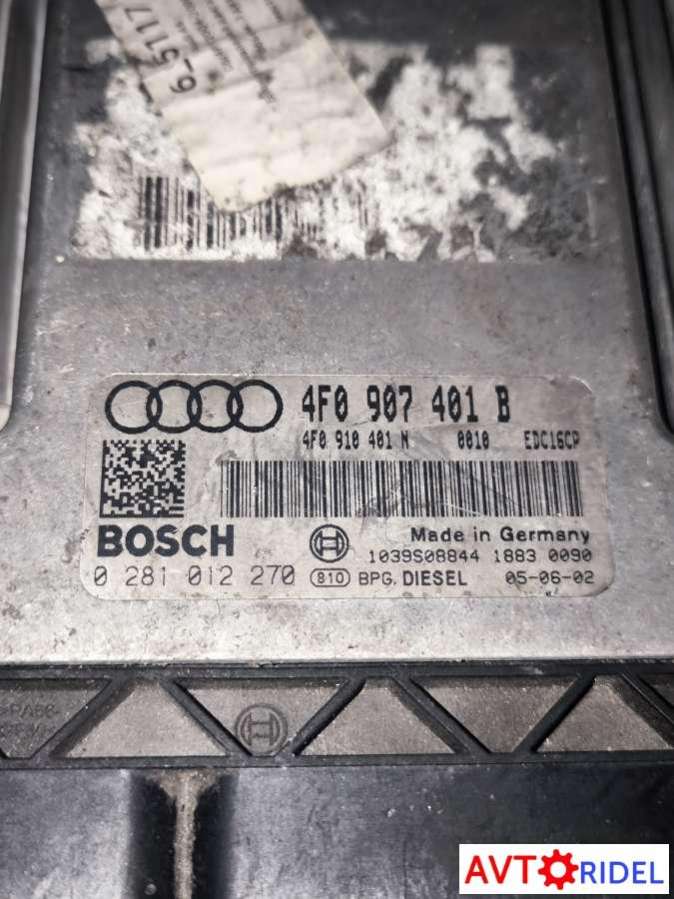 6_5117
4F0 907 401 B
4F0 910 401 N 0010 EDC16CP
BOSCH
Made in Germany
1039S08844 1883 0090
0 281 012 270 810 BPG. DIESEL 05-06-02
AVTORIDEL